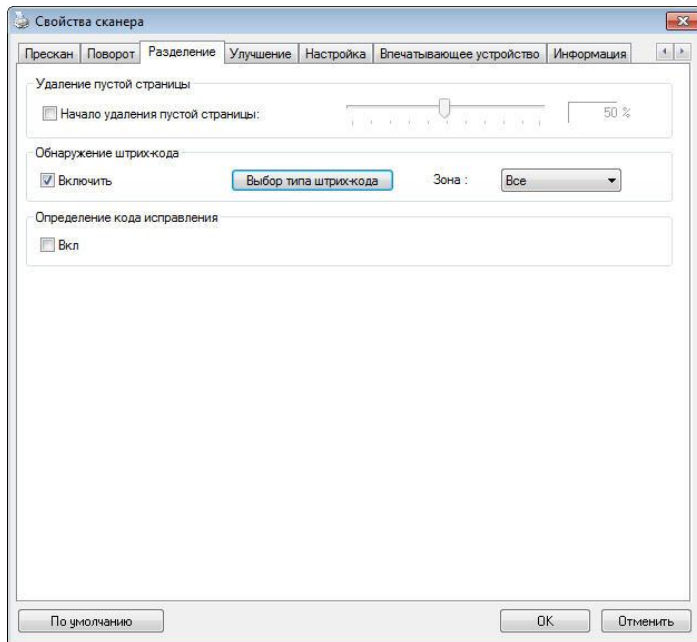 Свойства сканера
Прескан Поворот Разделение Улучшение Настройка Впечатывающее устройство Информация
Удаление пустой страницы
Начало удаления пустой страницы: 50 %
Обнаружение штрих-кода
Включить Выбор типа штрих-кода Зона : Все
Определение кода исправления
Вкл
По умолчанию OK Отменить